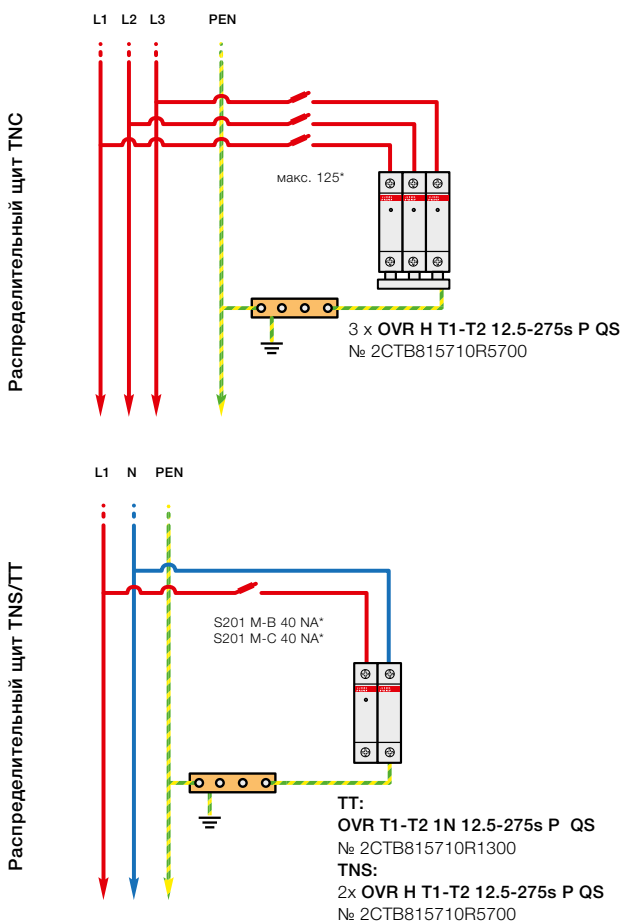 L1 L2 L3 PEN
Распределительный щит TNC
макс. 125*
3 x OVR H T1-T2 12.5-275s P QS
№ 2CTB815710R5700
L1 N PEN
Распределительный щит TNS/TT
S201 M-B 40 NA*
S201 M-C 40 NA*
TT:
OVR T1-T2 1N 12.5-275s P QS
№ 2CTB815710R1300
TNS:
2x OVR H T1-T2 12.5-275s P QS
№ 2CTB815710R5700